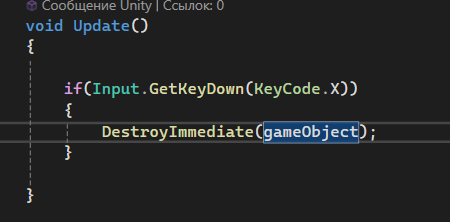 Сообщение Unity | Ссылок: 0
void Update()
{
if(Input.GetKeyDown(KeyCode.X))
{
DestroyImmediate(gameObject);
}
}